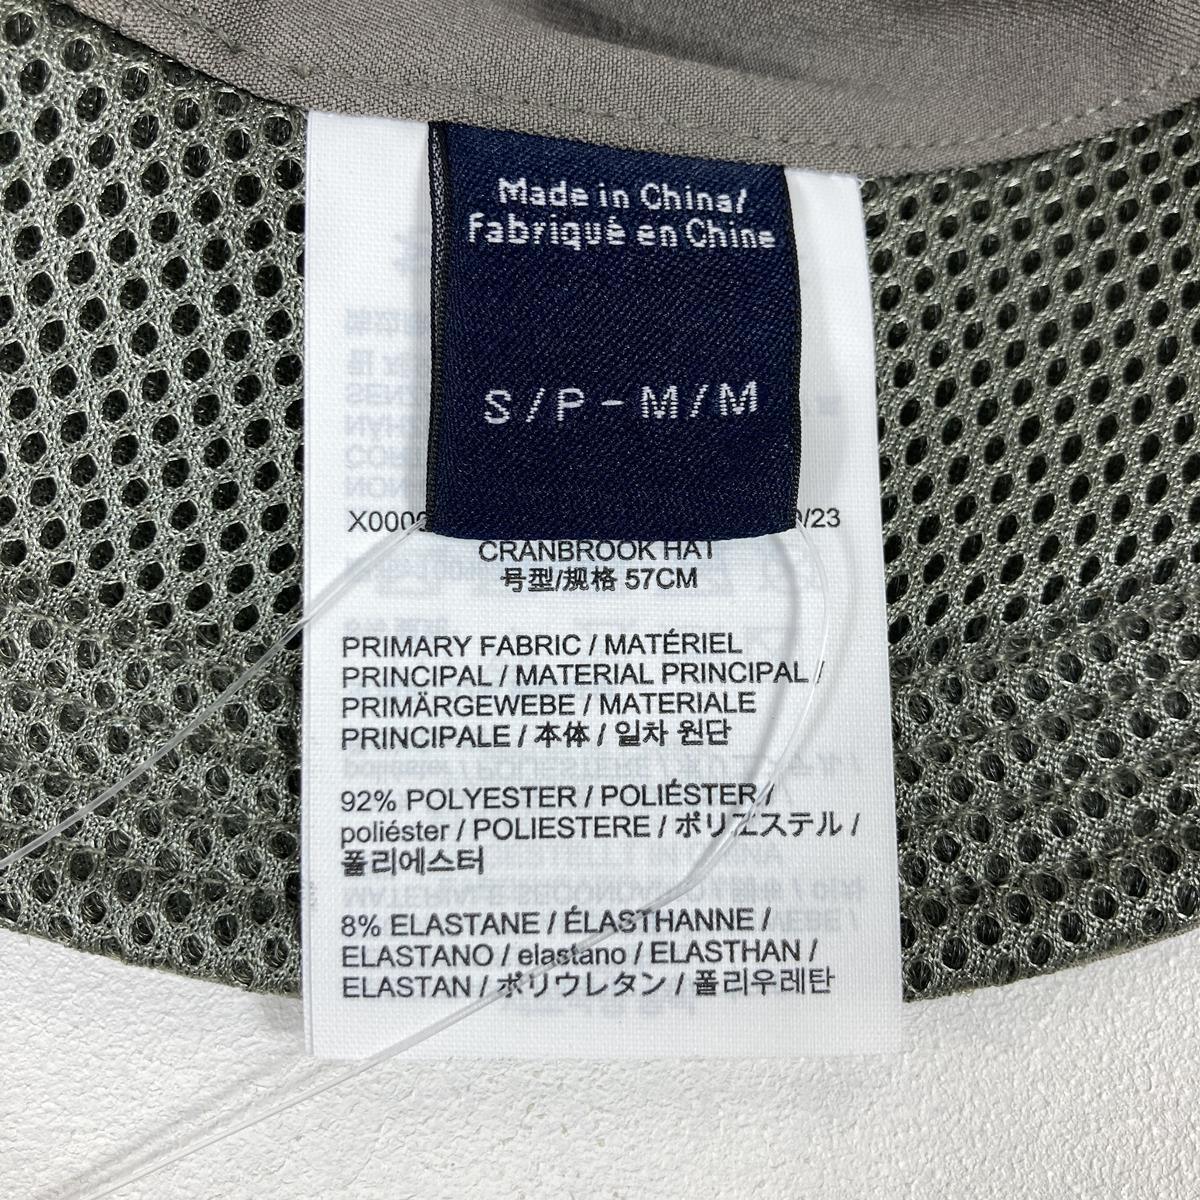 Made in China/
Fabriqué en Chine
S/P-M/M
/23
CRANBROOK HAT
号型/规格 57CM
PRIMARY FABRIC / MATÉRIEL
PRINCIPAL / MATERIAL PRINCIPAL /
PRIMÄRGEWEBE / MATERIALE
PRINCIPALE / 本体 / 일차 원단
92% POLYESTER / POLIÉSTER /
poliéster / POLIESTERE / ポリエステル /
폴리에스터
8% ELASTANE / ÉLASTHANNE /
ELASTANO / elastano / ELASTHAN /
ELASTAN / ポリウレタン / 폴리우레탄